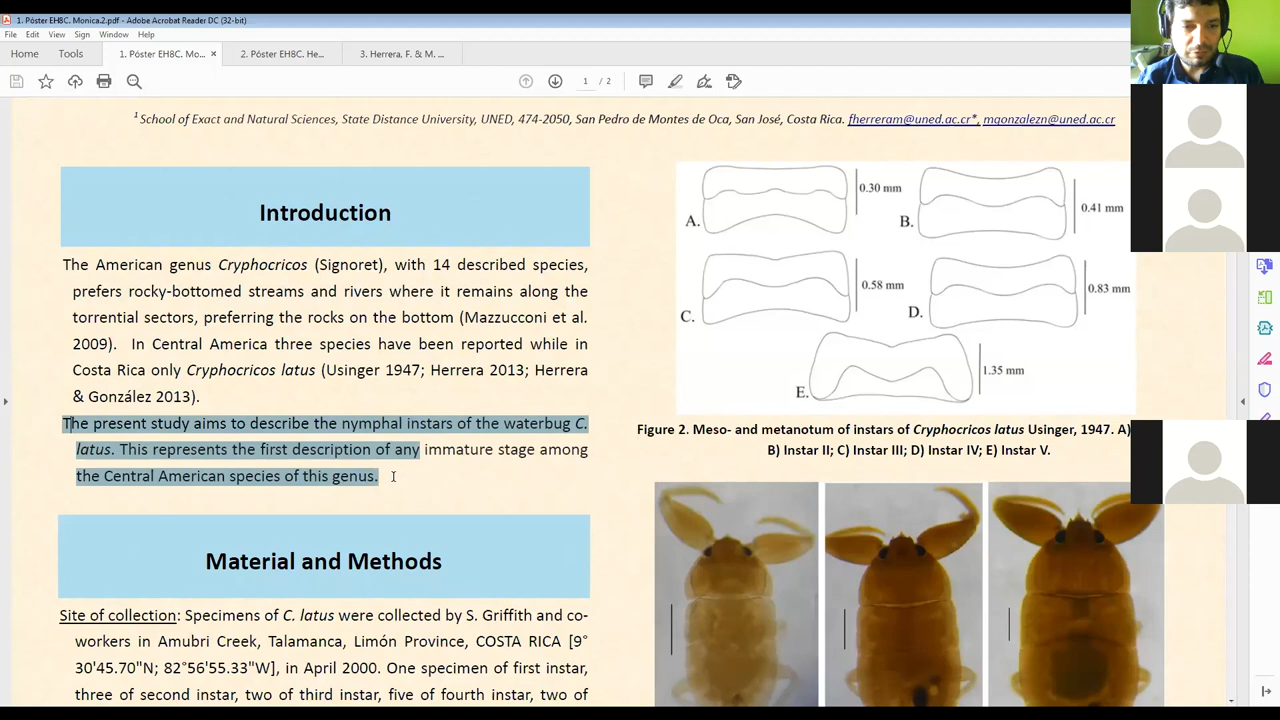 1. Póster EH8C. Monica.2.pdf - Adobe Acrobat Reader DC (32-bit)
File Edit View Sign Window Help
Home Tools 1. Póster EH8C. Mo... × 2. Póster EH8C. He... 3. Herrera, F. & M. ...
1 / 2
1 School of Exact and Natural Sciences, State Distance University, UNED, 474-2050, San Pedro de Montes de Oca, San José, Costa Rica. fherreram@uned.ac.cr*, mgonzalezn@uned.ac.cr
Introduction
The American genus Cryphocricos (Signoret), with 14 described species,
prefers rocky-bottomed streams and rivers where it remains along the
torrential sectors, preferring the rocks on the bottom (Mazzucconi et al.
2009). In Central America three species have been reported while in
Costa Rica only Cryphocricos latus (Usinger 1947; Herrera 2013; Herrera
& González 2013).
The present study aims to describe the nymphal instars of the waterbug C.
latus. This represents the first description of any immature stage among
the Central American species of this genus.
Material and Methods
Site of collection: Specimens of C. latus were collected by S. Griffith and co-
workers in Amubri Creek, Talamanca, Limón Province, COSTA RICA [9°
30'45.70"N; 82°56'55.33"W], in April 2000. One specimen of first instar,
three of second instar, two of third instar, five of fourth instar, two of
A. 0.30 mm B. 0.41 mm
C. 0.58 mm D. 0.83 mm
E. 1.35 mm
Figure 2. Meso- and metanotum of instars of Cryphocricos latus Usinger, 1947. A)
B) Instar II; C) Instar III; D) Instar IV; E) Instar V.